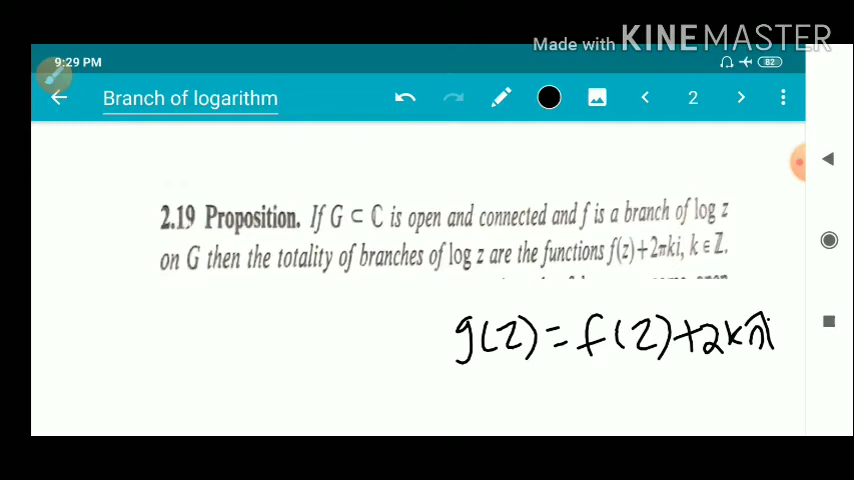 Made with KINEMASTER
9:29 PM 82
Branch of logarithm 2
2.19 Proposition. If G ⊂ ℂ is open and connected and f is a branch of log z
on G then the totality of branches of log z are the functions f(z)+2πki, k ∈ ℤ.
g(z) = f(z)+2kπi